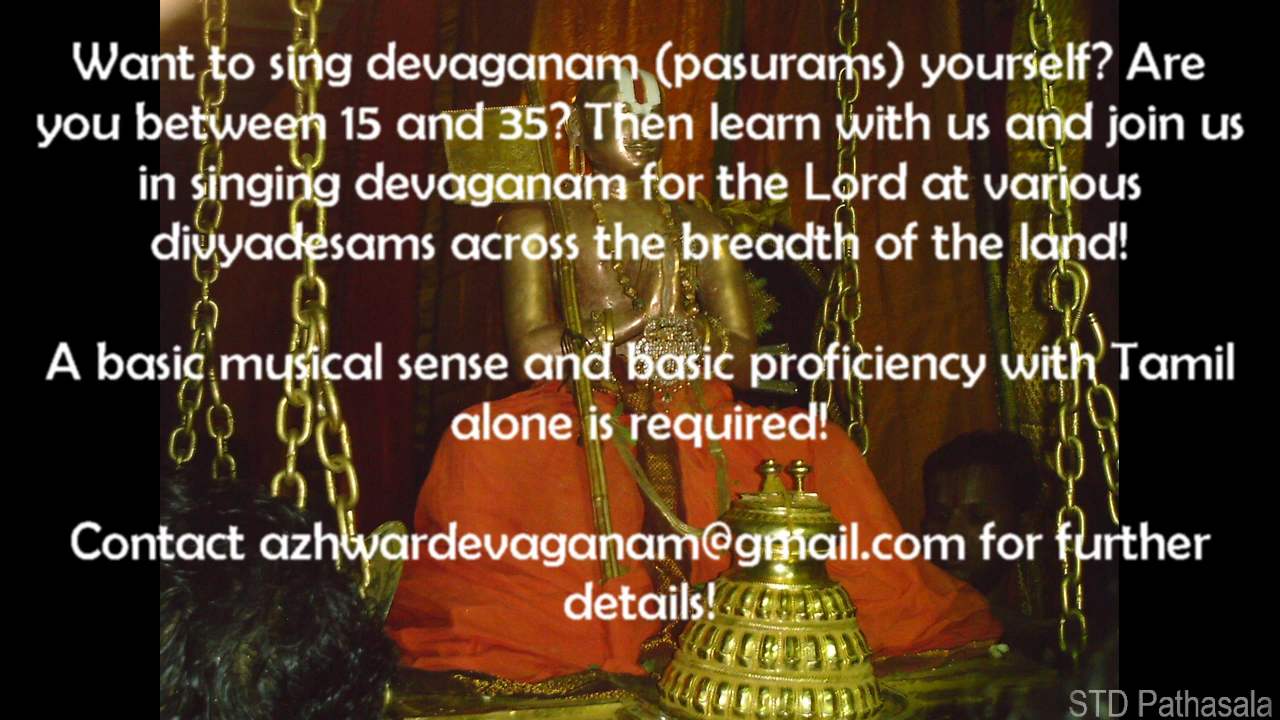 Want to sing devaganam (pasurams) yourself? Are
you between 15 and 35? Then learn with us and join us
in singing devaganam for the Lord at various
divyadesams across the breadth of the land!
A basic musical sense and basic proficiency with Tamil
alone is required!
Contact azhwardevaganam@gmail.com for further
details!
STD Pathasala